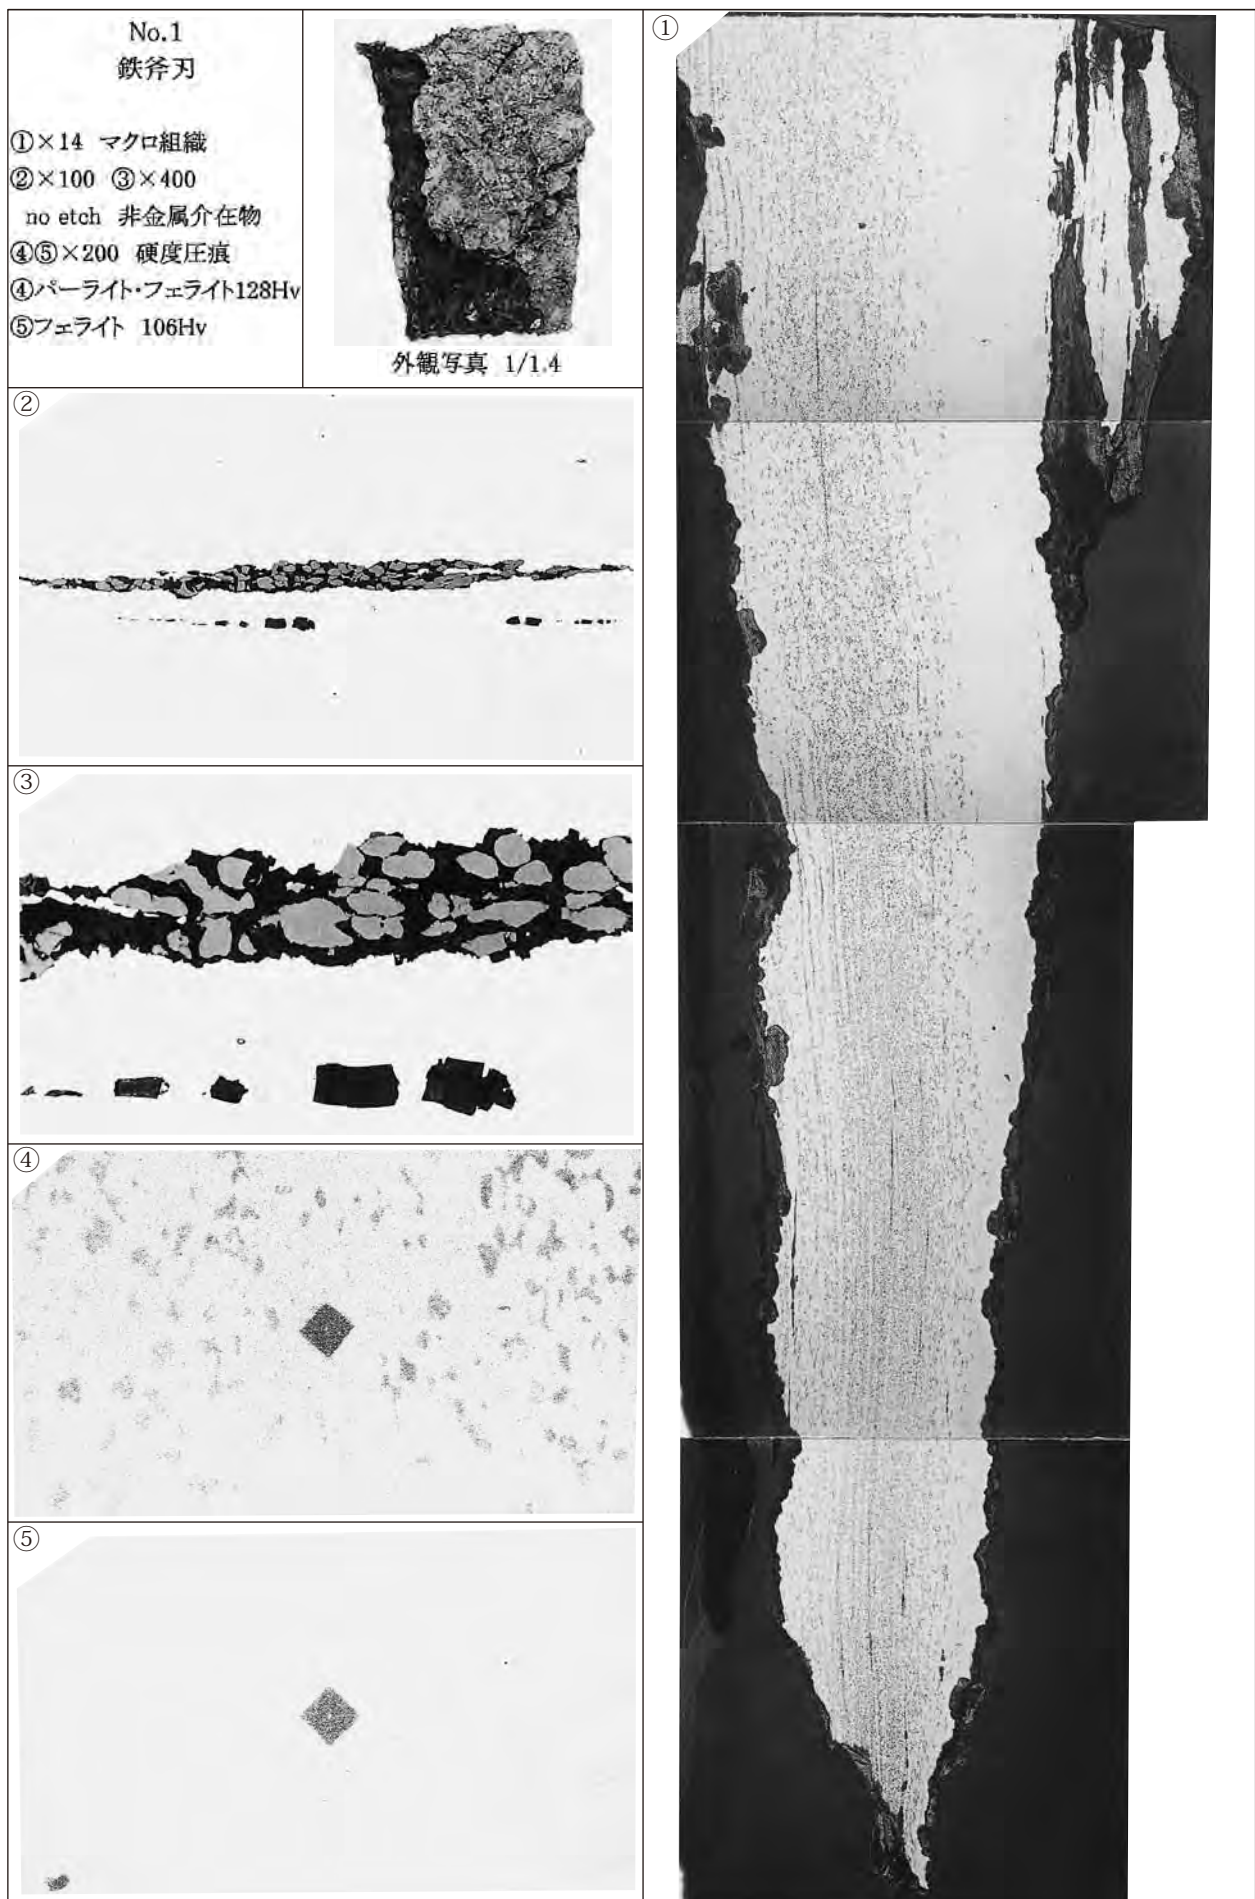 No.1
鉄斧刃
①×14 マクロ組織
②×100 ③×400
no etch 非金属介在物
④⑤×200 硬度圧痕
④パーライト・フェライト128Hv
⑤フェライト 106Hv
外観写真 1/1.4
①
②
③
④
⑤